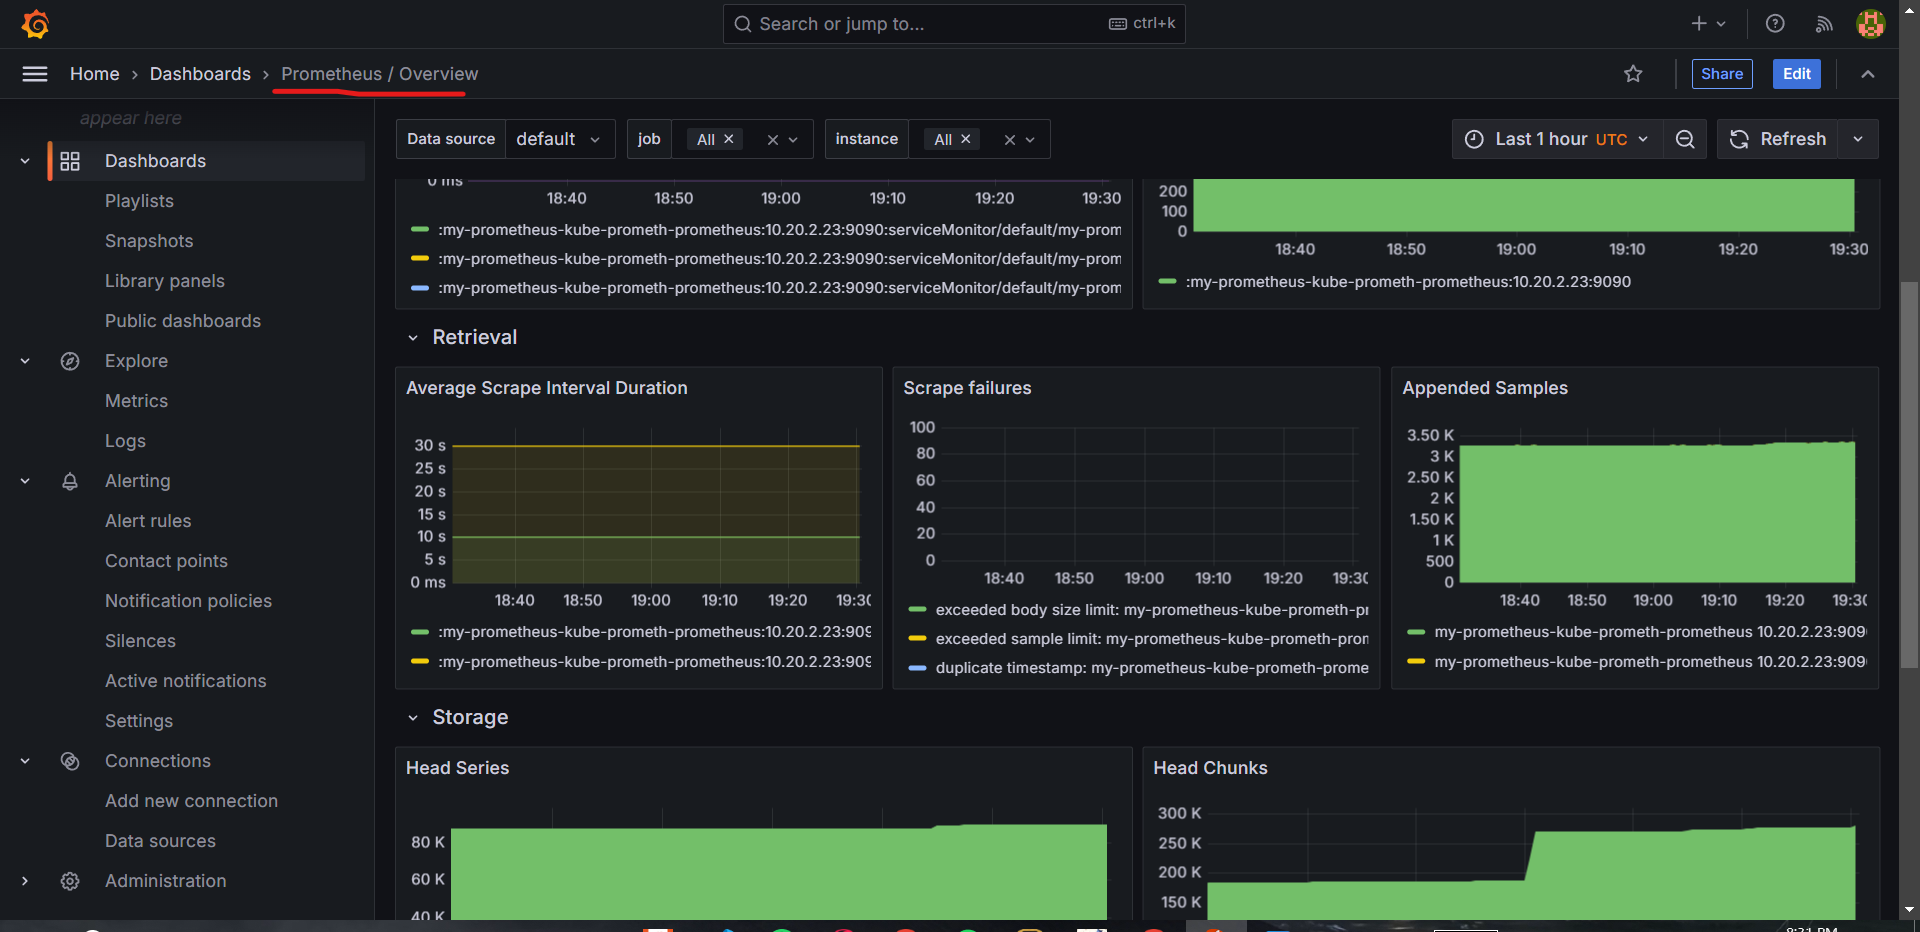 Search or jump to...
ctrl+k
Home › Dashboards › Prometheus / Overview
Share
Edit
appear here
Dashboards
Playlists
Snapshots
Library panels
Public dashboards
Explore
Metrics
Logs
Alerting
Alert rules
Contact points
Notification policies
Silences
Active notifications
Settings
Connections
Add new connection
Data sources
Administration
Data source default
job All
instance All
Last 1 hour UTC
Refresh
0 ms
18:40 18:50 19:00 19:10 19:20 19:30
:my-prometheus-kube-prometh-prometheus:10.20.2.23:9090:serviceMonitor/default/my-prom
:my-prometheus-kube-prometh-prometheus:10.20.2.23:9090:serviceMonitor/default/my-prom
:my-prometheus-kube-prometh-prometheus:10.20.2.23:9090:serviceMonitor/default/my-prom
200
100
0
18:40 18:50 19:00 19:10 19:20 19:30
:my-prometheus-kube-prometh-prometheus:10.20.2.23:9090
Retrieval
Average Scrape Interval Duration
30 s
25 s
20 s
15 s
10 s
5 s
0 ms
18:40 18:50 19:00 19:10 19:20 19:30
:my-prometheus-kube-prometh-prometheus:10.20.2.23:909
:my-prometheus-kube-prometh-prometheus:10.20.2.23:909
Scrape failures
100
80
60
40
20
0
18:40 18:50 19:00 19:10 19:20 19:30
exceeded body size limit: my-prometheus-kube-prometh-pr
exceeded sample limit: my-prometheus-kube-prometh-pron
duplicate timestamp: my-prometheus-kube-prometh-prome
Appended Samples
3.50 K
3 K
2.50 K
2 K
1.50 K
1 K
500
0
18:40 18:50 19:00 19:10 19:20 19:30
my-prometheus-kube-prometh-prometheus 10.20.2.23:909
my-prometheus-kube-prometh-prometheus 10.20.2.23:909
Storage
Head Series
80 K
60 K
40 K
Head Chunks
300 K
250 K
200 K
150 K
8:31 PM